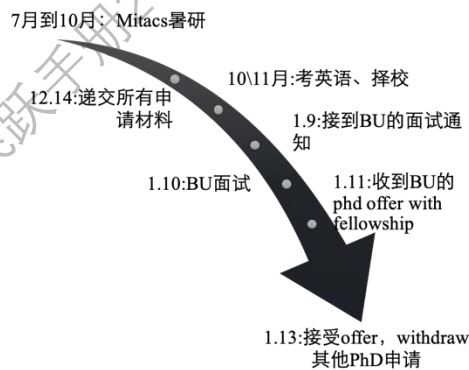 7月到10月：Mitacs暑研
10\11月:考英语、择校
12.14:递交所有申
请材料
1.9:接到BU的面试通
知
1.10:BU面试
1.11:收到BU的
phd offer with
fellowship
1.13:接受offer，withdraw
其他PhD申请
跃手册